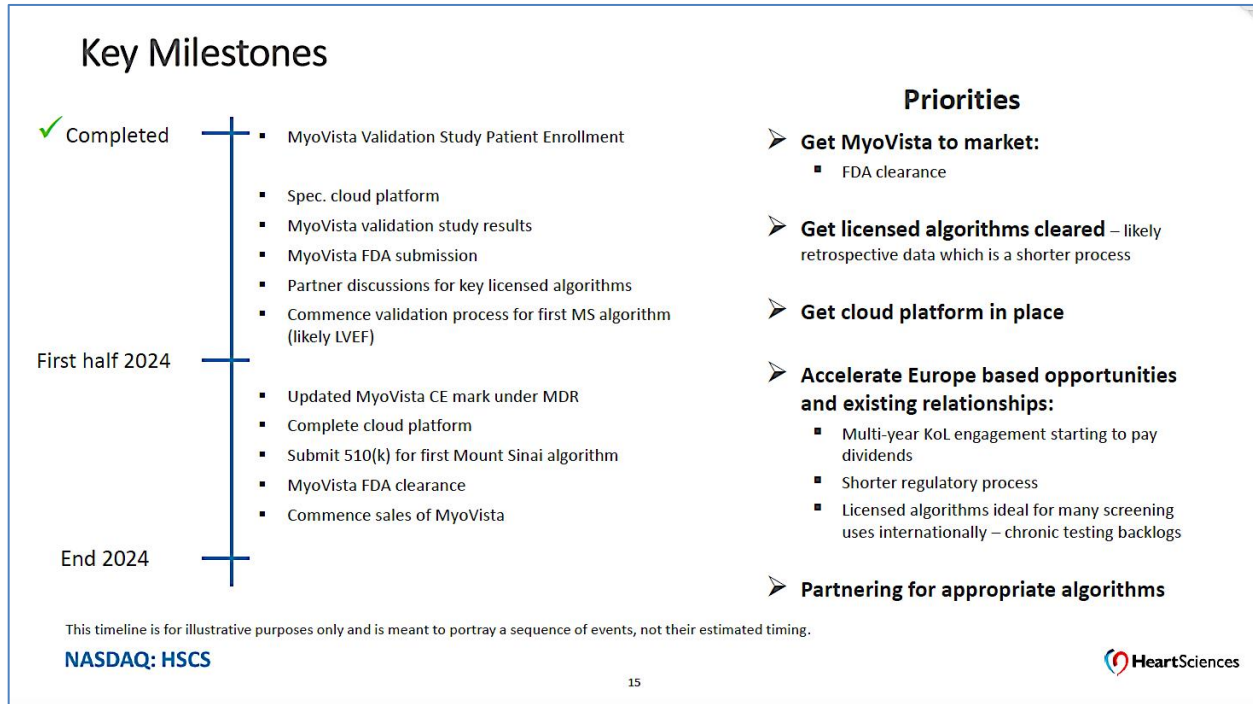 Key Milestones
Completed
▪ MyoVista Validation Study Patient Enrollment
▪ Spec. cloud platform
▪ MyoVista validation study results
▪ MyoVista FDA submission
▪ Partner discussions for key licensed algorithms
▪ Commence validation process for first MS algorithm
(likely LVEF)
First half 2024
▪ Updated MyoVista CE mark under MDR
▪ Complete cloud platform
▪ Submit 510(k) for first Mount Sinai algorithm
▪ MyoVista FDA clearance
▪ Commence sales of MyoVista
End 2024
Priorities
➢ Get MyoVista to market:
▪ FDA clearance
➢ Get licensed algorithms cleared – likely
retrospective data which is a shorter process
➢ Get cloud platform in place
➢ Accelerate Europe based opportunities
and existing relationships:
▪ Multi-year KoL engagement starting to pay
dividends
▪ Shorter regulatory process
▪ Licensed algorithms ideal for many screening
uses internationally – chronic testing backlogs
➢ Partnering for appropriate algorithms
This timeline is for illustrative purposes only and is meant to portray a sequence of events, not their estimated timing.
NASDAQ: HSCS
HeartSciences
15